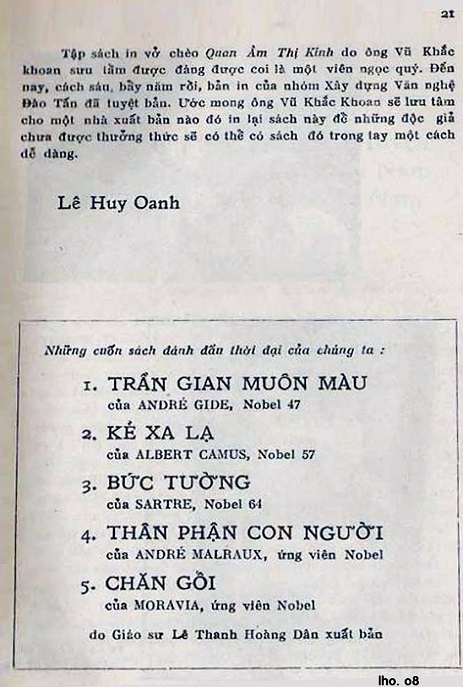 21
Tập sách in vở chèo Quan Âm Thị Kính do ông Vũ Khắc
khoan sưu tầm được đáng được coi là một viên ngọc quý. Đến
nay, cách sáu, bẩy năm rồi, bản in của nhóm Xây dựng Văn nghệ
Đào Tấn đã tuyệt bản. Ước mong ông Vũ Khắc Khoan sẽ lưu tâm
cho một nhà xuất bản nào đó in lại sách này để những độc giả
chưa được thưởng thức sẽ có thể có sách đó trong tay một cách
dễ dàng.
Lê Huy Oanh
Những cuốn sách đánh dấu thời đại của chúng ta :
1. TRẦN GIAN MUÔN MÀU
của ANDRÉ GIDE, Nobel 47
2. KẺ XA LẠ
của ALBERT CAMUS, Nobel 57
3. BỨC TƯỜNG
của SARTRE, Nobel 64
4. THÂN PHẬN CON NGƯỜI
của ANDRÉ MALRAUX, ứng viên Nobel
5. CHĂN GỐI
của MORAVIA, ứng viên Nobel
do Giáo sư Lê Thanh Hoàng Dân xuất bản
lho. o8